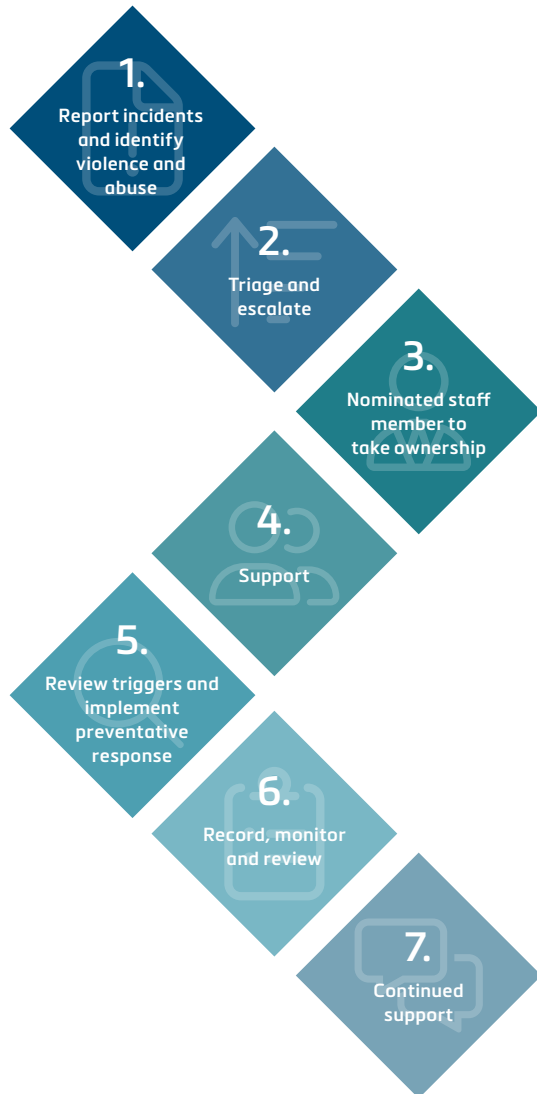 1.
Report incidents
and identify
violence and
abuse
2.
Triage and
escalate
3.
Nominated staff
member to
take ownership
4.
Support
5.
Review triggers and
implement
preventative
response
6.
Record, monitor
and review
7.
Continued
support